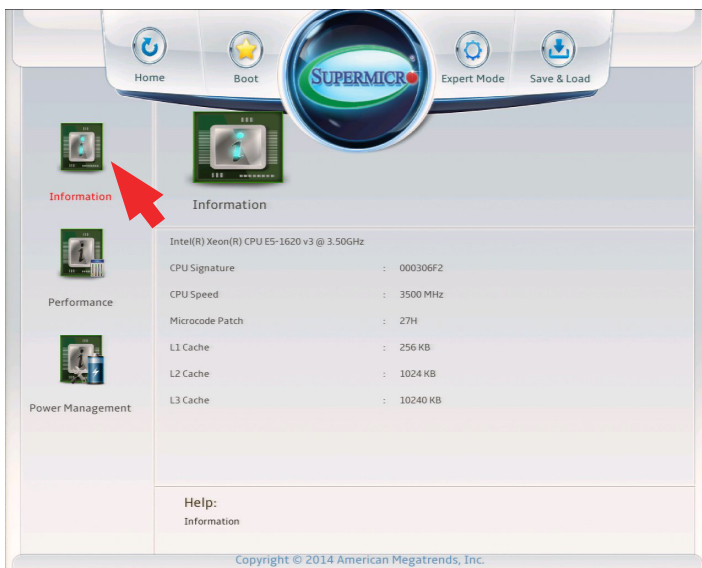 Home
Boot
SUPERMICR
Expert Mode
Save & Load
Information
Performance
Power Management
Information
Intel(R) Xeon(R) CPU E5-1620 v3 @ 3.50GHz
CPU Signature : 000306F2
CPU Speed : 3500 MHz
Microcode Patch : 27H
L1 Cache : 256 KB
L2 Cache : 1024 KB
L3 Cache : 10240 KB
Help:
Information
Copyright © 2014 American Megatrends, Inc.